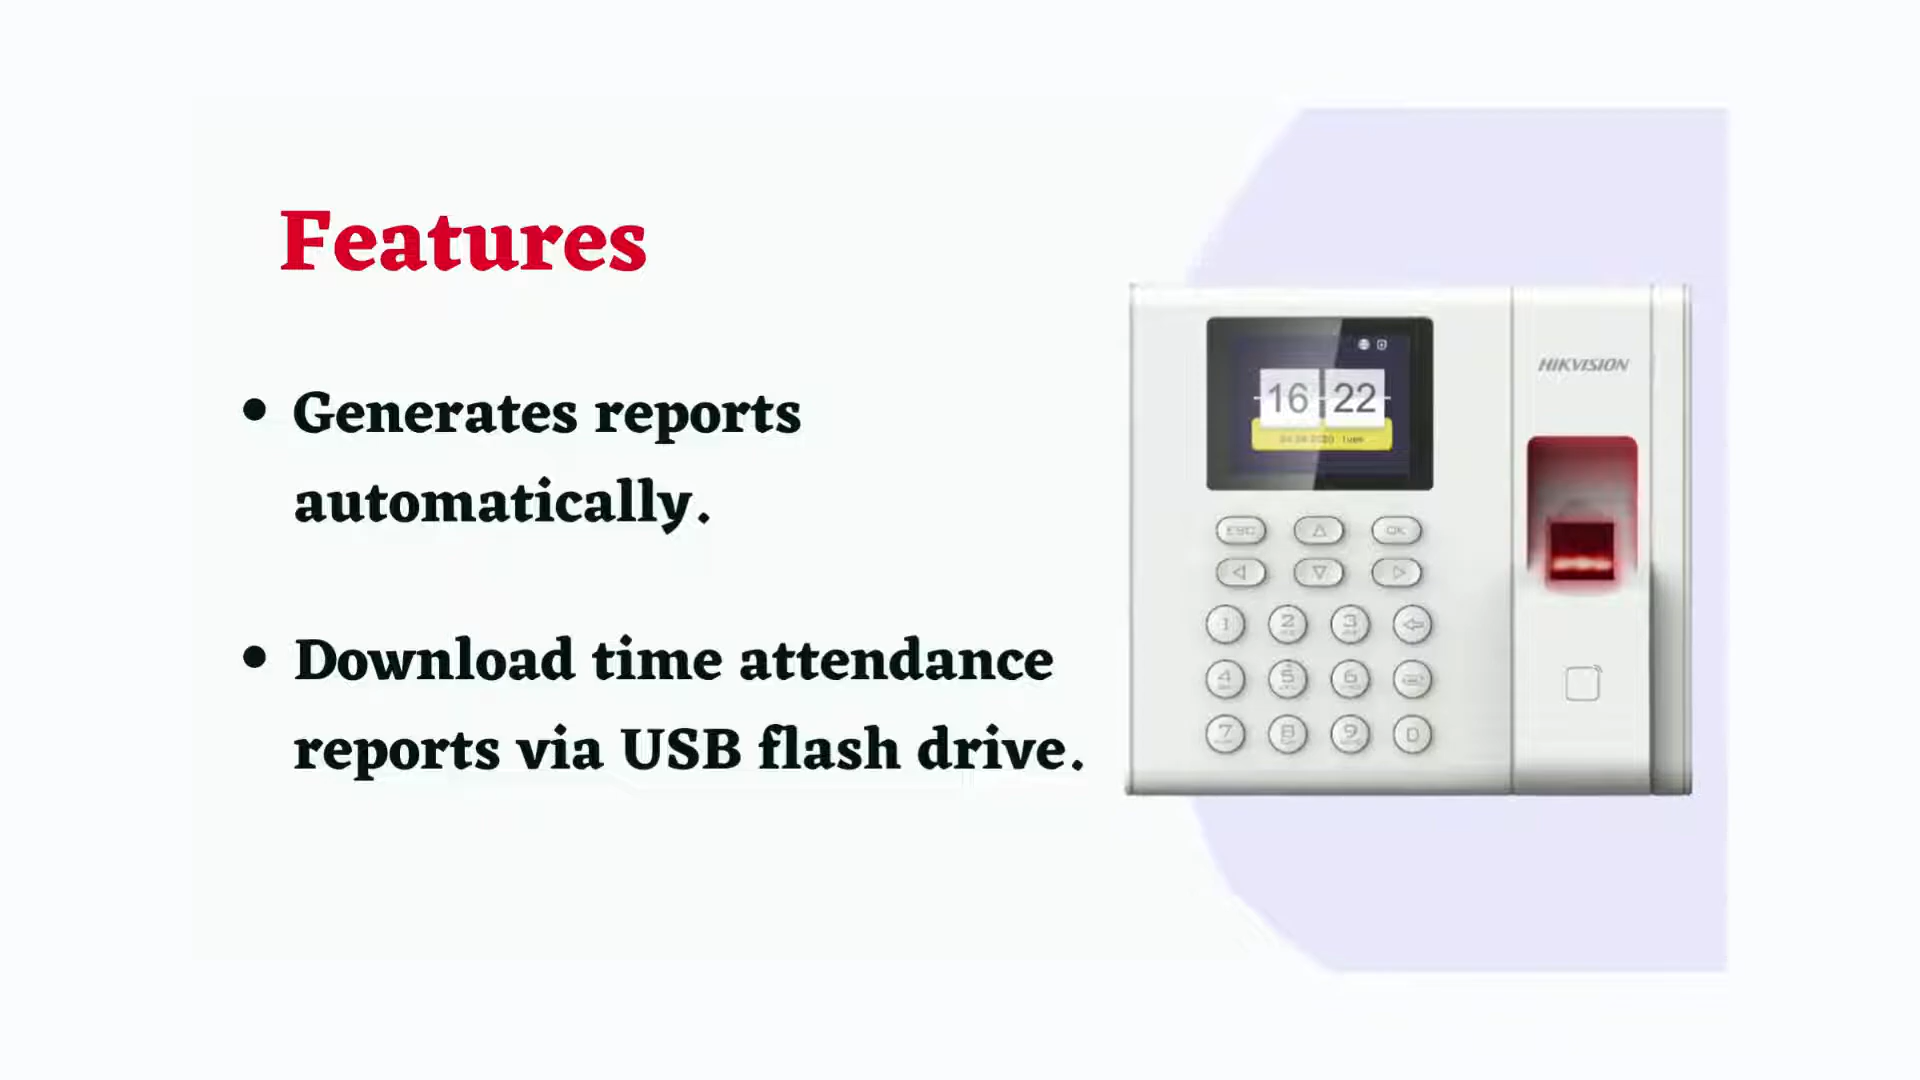 Features
• Generates reports
automatically.
• Download time attendance
reports via USB flash drive.
HIKVISION
16 22
ESC OK
1 2 3
4 5 6
7 8 9